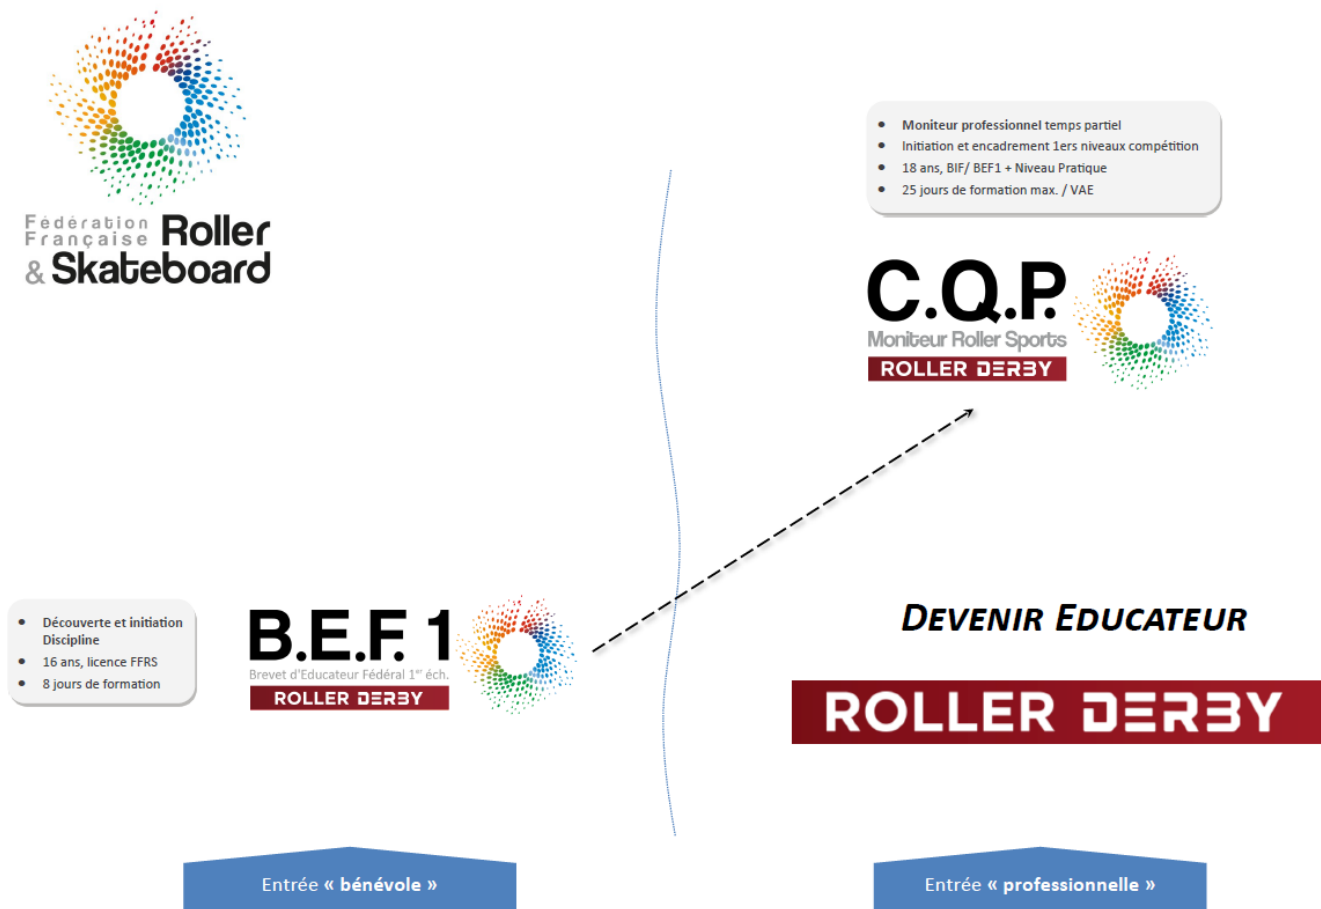 Fédération
Française Roller
& Skateboard
• Moniteur professionnel temps partiel
• Initiation et encadrement 1ers niveaux compétition
• 18 ans, BIF/ BEF1 + Niveau Pratique
• 25 jours de formation max. / VAE
C.Q.P.
Moniteur Roller Sports
ROLLER DERBY
• Découverte et initiation
Discipline
• 16 ans, licence FFRS
• 8 jours de formation
B.E.F. 1
Brevet d'Educateur Fédéral 1er éch.
ROLLER DERBY
DEVENIR EDUCATEUR
ROLLER DERBY
Entrée « bénévole »
Entrée « professionnelle »